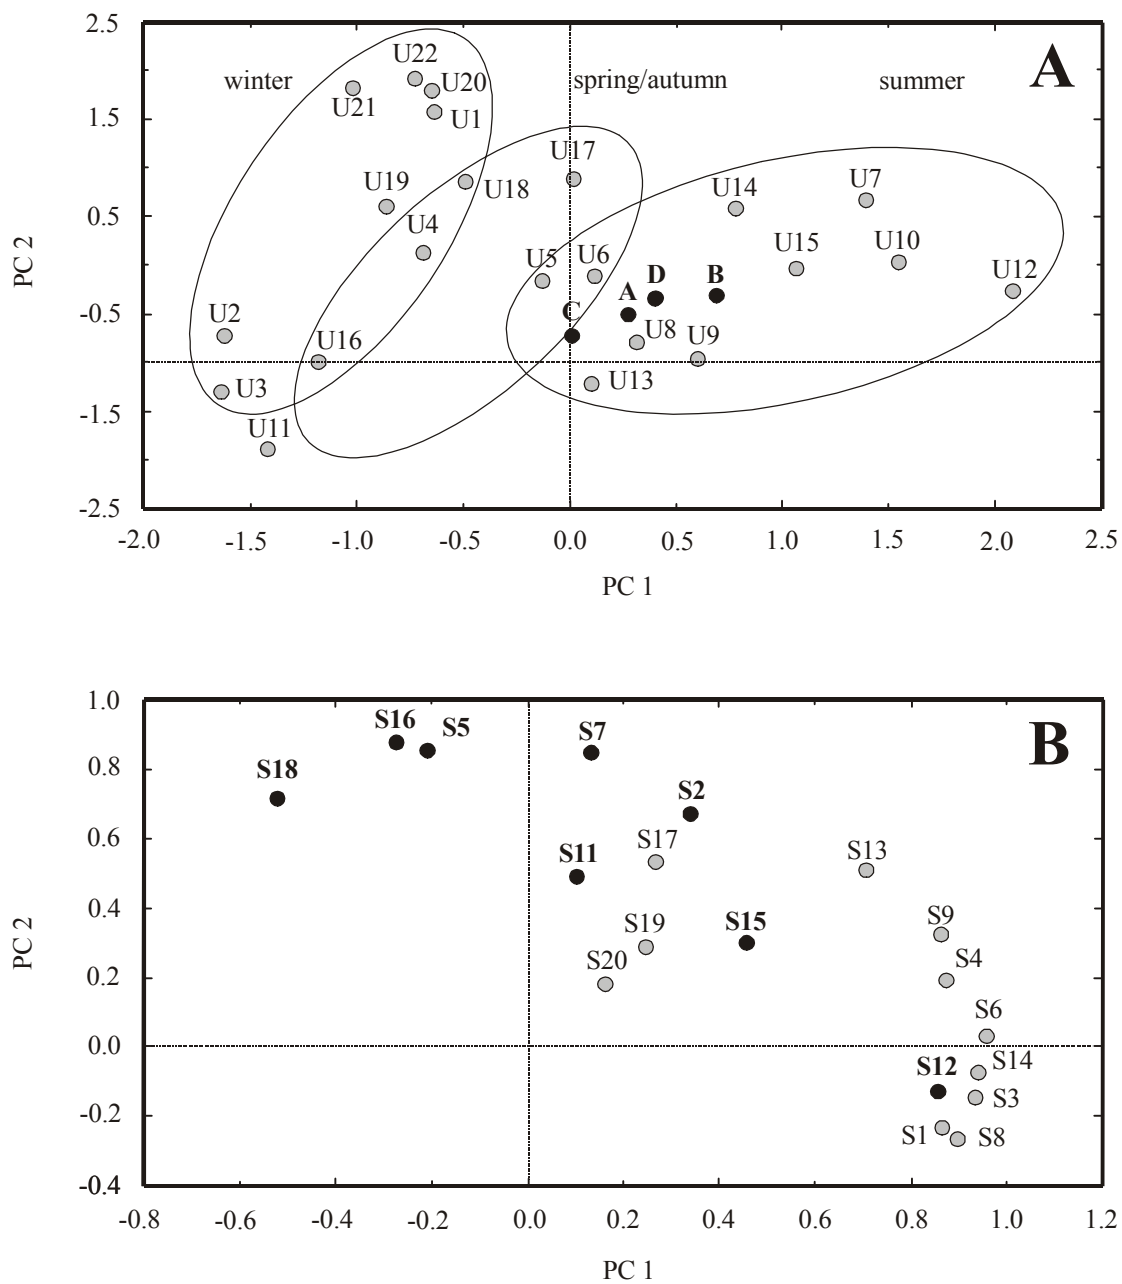 2.5
U22
A
winter
U20
spring/autumn
summer
U21
U1
1.5
U17
U19
U18
U14
U7
0.5
U4
U15
U10
PC 2
U5
U6
U12
D
B
A
C
-0.5
U2
U16
U8
U9
U3
U13
-1.5
U11
-2.5
-2.0 -1.5 -1.0 -0.5 0.0 0.5 1.0 1.5 2.0 2.5
PC 1
1.0
S16
S5
S7
B
0.8
S18
S2
0.6
S17
S11
S13
0.4
S19
S15
S9
PC 2
S20
S4
0.2
S6
0.0
S12
S14
S3
-0.2
S1
S8
-0.4
-0.8 -0.6 -0.4 -0.2 0.0 0.2 0.4 0.6 0.8 1.0 1.2
PC 1